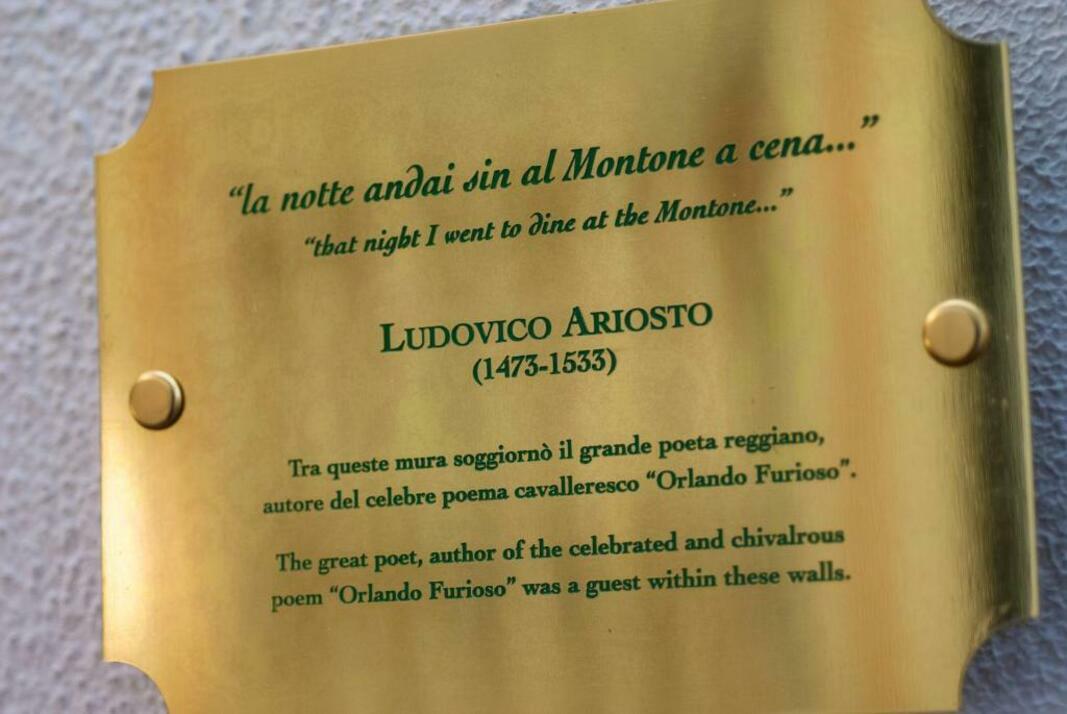 “la notte andai sin al Montone a cena...”
“that night I went to dine at the Montone...”
LUDOVICO ARIOSTO
(1473-1533)
Tra queste mura soggiornò il grande poeta reggiano,
autore del celebre poema cavalleresco “Orlando Furioso”.
The great poet, author of the celebrated and chivalrous
poem “Orlando Furioso” was a guest within these walls.